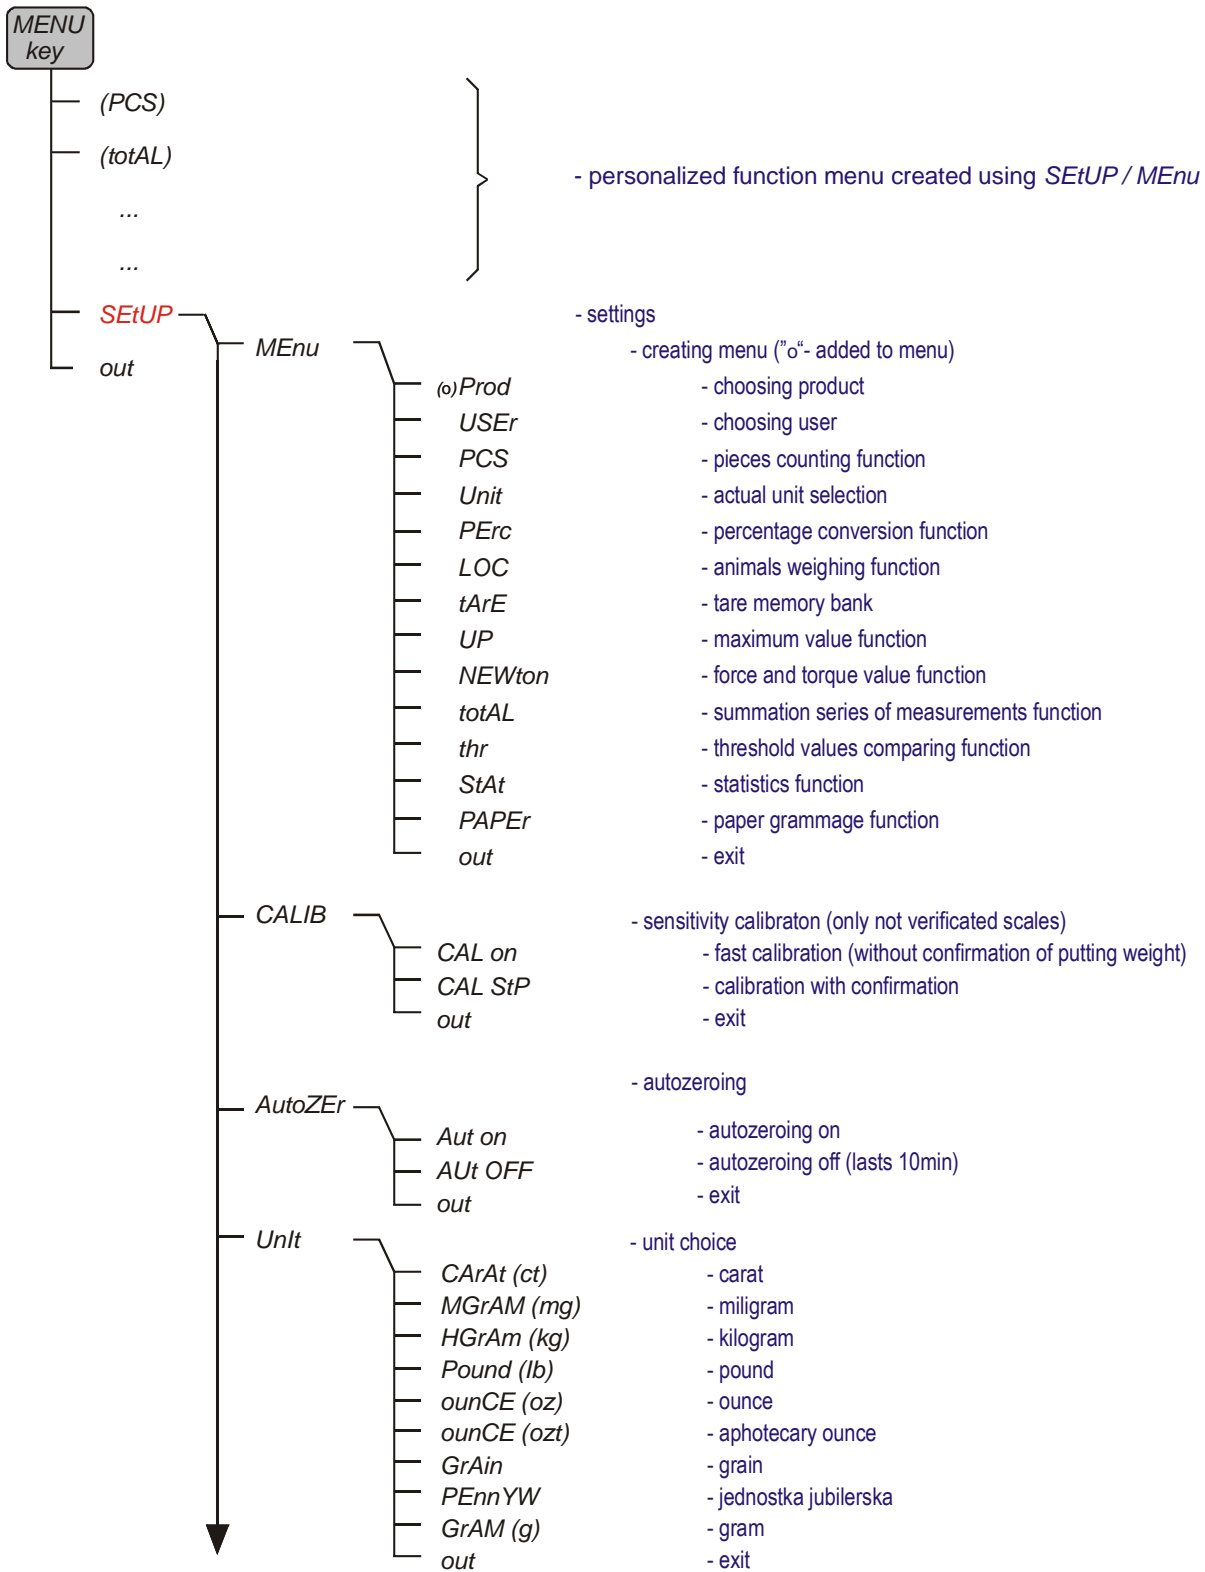 MENU
key
(PCS)
(totAL)
...
...
- personalized function menu created using SEtUP / MEnu
SEtUP - settings
out
MEnu - creating menu (”o“- added to menu)
(o)Prod - choosing product
USEr - choosing user
PCS - pieces counting function
Unit - actual unit selection
PErc - percentage conversion function
LOC - animals weighing function
tArE - tare memory bank
UP - maximum value function
NEWton - force and torque value function
totAL - summation series of measurements function
thr - threshold values comparing function
StAt - statistics function
PAPEr - paper grammage function
out - exit
CALIB - sensitivity calibraton (only not verificated scales)
CAL on - fast calibration (without confirmation of putting weight)
CAL StP - calibration with confirmation
out - exit
AutoZEr - autozeroing
Aut on - autozeroing on
AUt OFF - autozeroing off (lasts 10min)
out - exit
UnIt - unit choice
CArAt (ct) - carat
MGrAM (mg) - miligram
HGrAm (kg) - kilogram
Pound (lb) - pound
ounCE (oz) - ounce
ounCE (ozt) - aphotecary ounce
GrAin - grain
PEnnYW - jednostka jubilerska
GrAM (g) - gram
out - exit